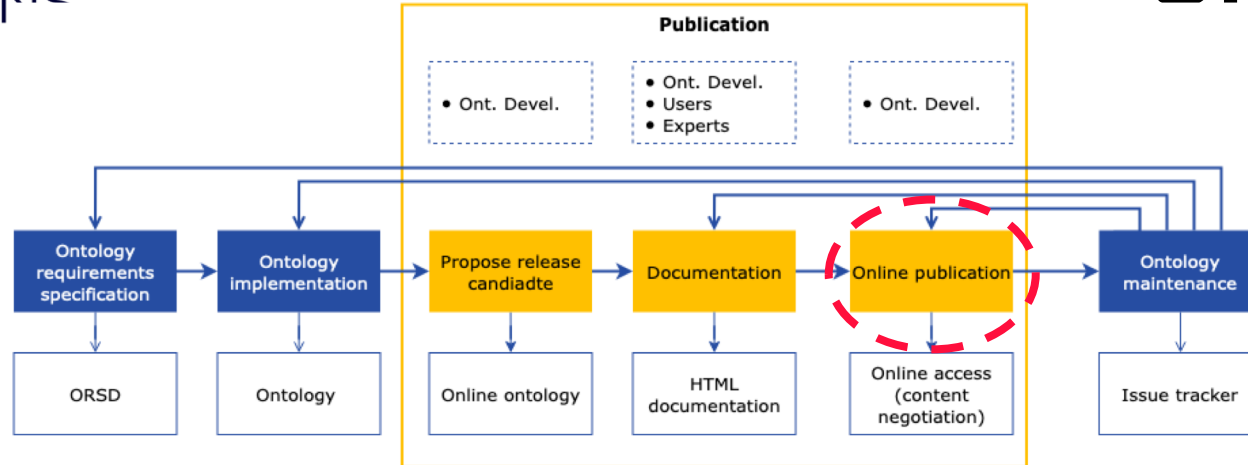 Publication
• Ont. Devel.
• Ont. Devel.
• Users
• Experts
• Ont. Devel.
Ontology
requirements
specification
Ontology
implementation
Propose release
candiadte
Documentation
Online publication
Ontology
maintenance
ORSD
Ontology
Online ontology
HTML
documentation
Online access
(content
negotiation)
Issue tracker